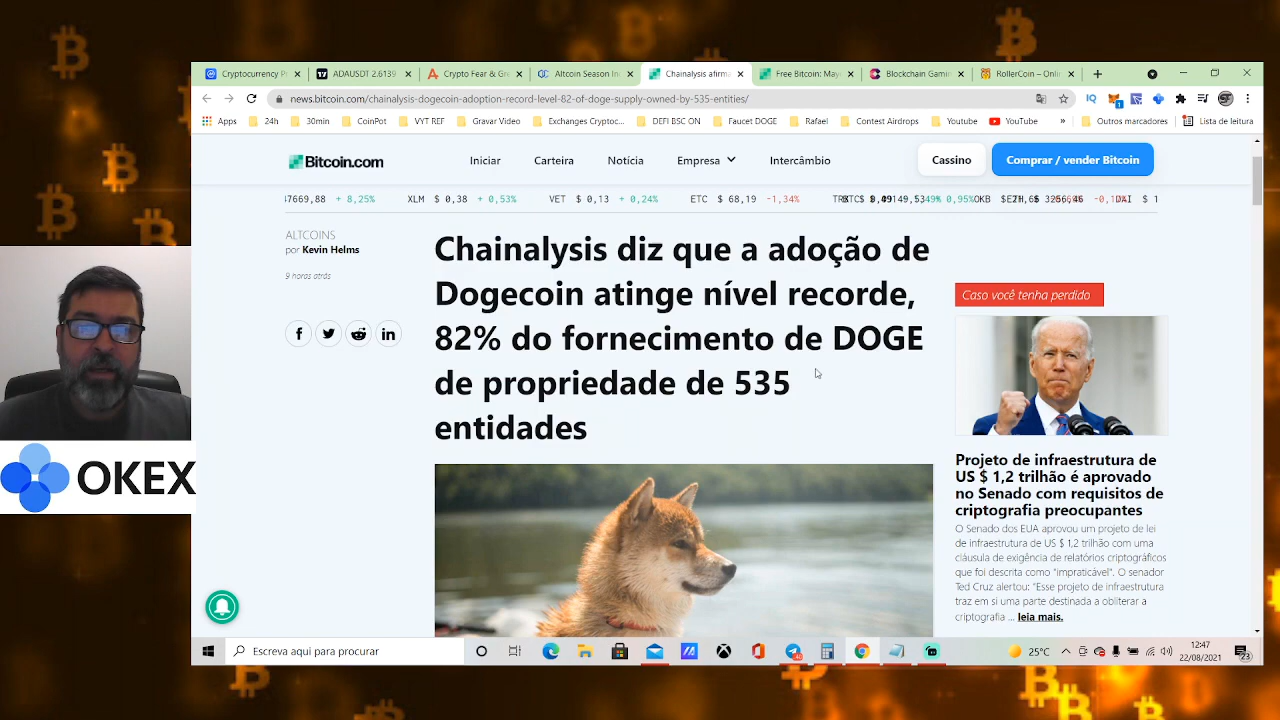 Cryptocurrency P
ADAUSDT 2.6139
Crypto Fear & Gre
Altcoin Season In
Chainalysis afirma
Free Bitcoin: May
Blockchain Gami
RollerCoin – Onli
news.bitcoin.com/chainalysis-dogecoin-adoption-record-level-82-of-doge-supply-owned-by-535-entities/
Apps 24h 30min CoinPot VYT REF Gravar Video Exchanges Cryptoc... DEFI BSC ON Faucet DOGE Rafael Contest Airdrops Youtube YouTube » Outros marcadores Lista de leitura
Bitcoin.com Iniciar Carteira Notícia Empresa Intercâmbio Cassino Comprar / vender Bitcoin
47669,88 + 8,25% XLM $ 0,38 + 0,53% VET $ 0,13 + 0,24% ETC $ 68,19 -1,34%
ALTCOINS
por Kevin Helms
9 horas atrás
Chainalysis diz que a adoção de
Dogecoin atinge nível recorde,
82% do fornecimento de DOGE
de propriedade de 535
entidades
Caso você tenha perdido
Projeto de infraestrutura de
US $ 1,2 trilhão é aprovado
no Senado com requisitos de
criptografia preocupantes
O Senado dos EUA aprovou um projeto de lei
de infraestrutura de US $ 1,2 trilhão com uma
cláusula de exigência de relatórios criptográficos
que foi descrita como "impraticável". O senador
Ted Cruz alertou: "Esse projeto de infraestrutura
traz em si uma parte destinada a obliterar a
criptografia ... leia mais.
OKEX
Escreva aqui para procurar
25°C
12:47
22/08/2021
23